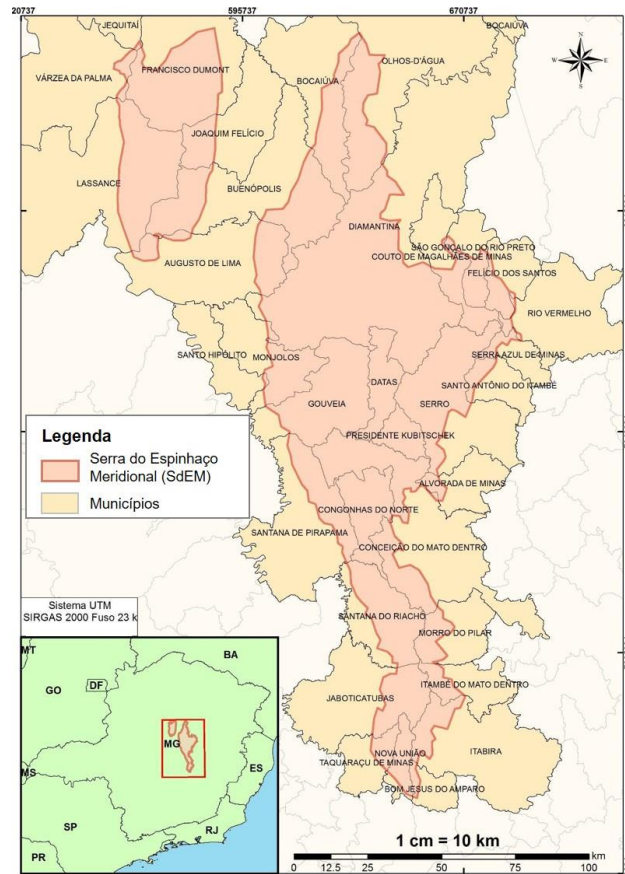 20737 595737 670737
JEQUITAÍ
BOCAIÚVA
FRANCISCO DUMONT
OLHOS-D'ÁGUA
VÁRZEA DA PALMA
BOCAIÚVA
JOAQUIM FELÍCIO
LASSANCE
BUENÓPOLIS
DIAMANTINA
SÃO GONÇALO DO RIO PRETO
COUTO DE MAGALHÃES DE MINAS
AUGUSTO DE LIMA
FELÍCIO DOS SANTOS
RIO VERMELHO
SANTO HIPÓLITO
MONJOLOS
SERRA AZUL DE MINAS
DATAS
SANTO ANTÔNIO DO ITAMBÉ
GOUVEIA
SERRO
PRESIDENTE KUBITSCHEK
ALVORADA DE MINAS
CONGONHAS DO NORTE
SANTANA DE PIRAPAMA
CONCEIÇÃO DO MATO DENTRO
SANTANA DO RIACHO
MORRO DO PILAR
ITAMBÉ DO MATO DENTRO
JABOTICATUBAS
NOVA UNIÃO
ITABIRA
TAQUARAÇU DE MINAS
BOM JESUS DO AMPARO
N
W
E
S
Legenda
Serra do Espinhaço
Meridional (SdEM)
Municípios
Sistema UTM
SIRGAS 2000 Fuso 23 k
MT
BA
GO
DF
MG
MS
ES
SP
RJ
PR
1 cm = 10 km
km
0 12.5 25 50 75 100